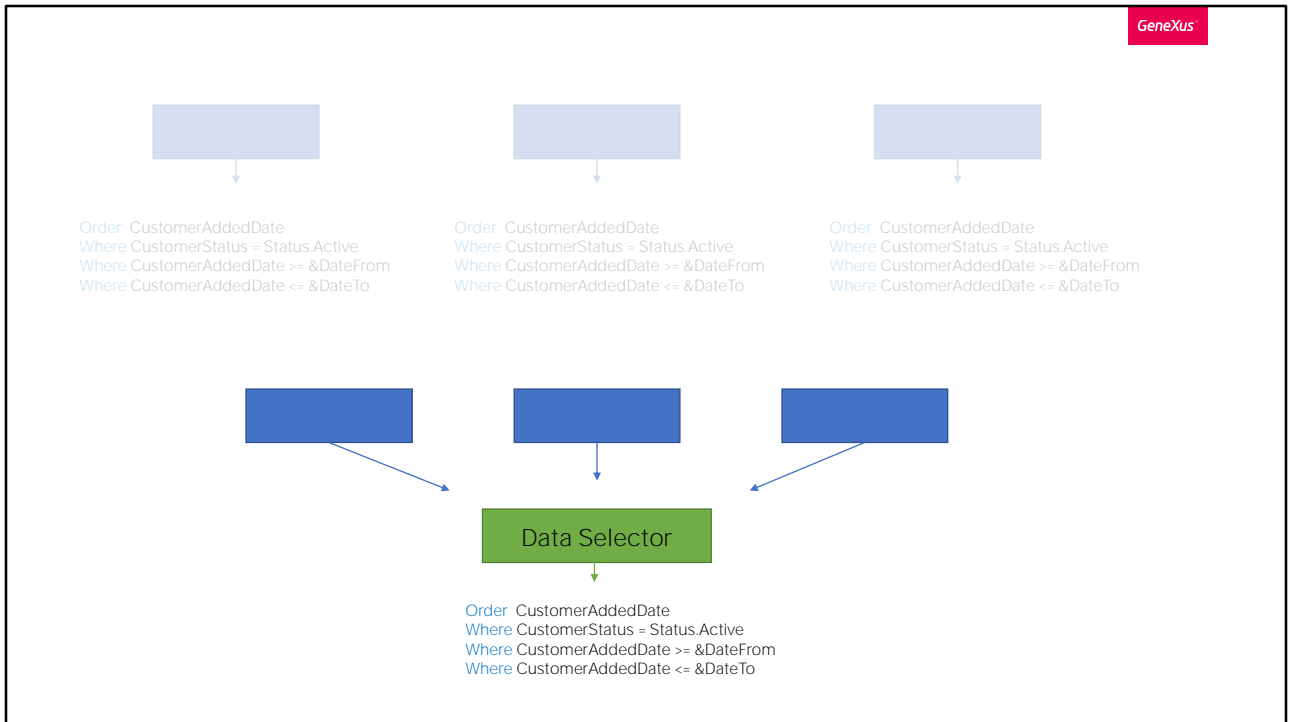 GeneXus
Order CustomerAddedDate
Where CustomerStatus = Status.Active
Where CustomerAddedDate >= &DateFrom
Where CustomerAddedDate <= &DateTo
Order CustomerAddedDate
Where CustomerStatus = Status.Active
Where CustomerAddedDate >= &DateFrom
Where CustomerAddedDate <= &DateTo
Order CustomerAddedDate
Where CustomerStatus = Status.Active
Where CustomerAddedDate >= &DateFrom
Where CustomerAddedDate <= &DateTo
Data Selector
Order CustomerAddedDate
Where CustomerStatus = Status.Active
Where CustomerAddedDate >= &DateFrom
Where CustomerAddedDate <= &DateTo